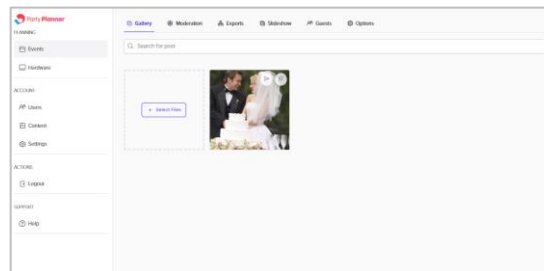 Party Planner
PLANNING
Events
Hardware
ACCOUNT
Users
Content
Settings
ACTIONS
Logout
SUPPORT
Help
Gallery Moderation Exports Slideshow Guests Options
Search for post
+ Select Files